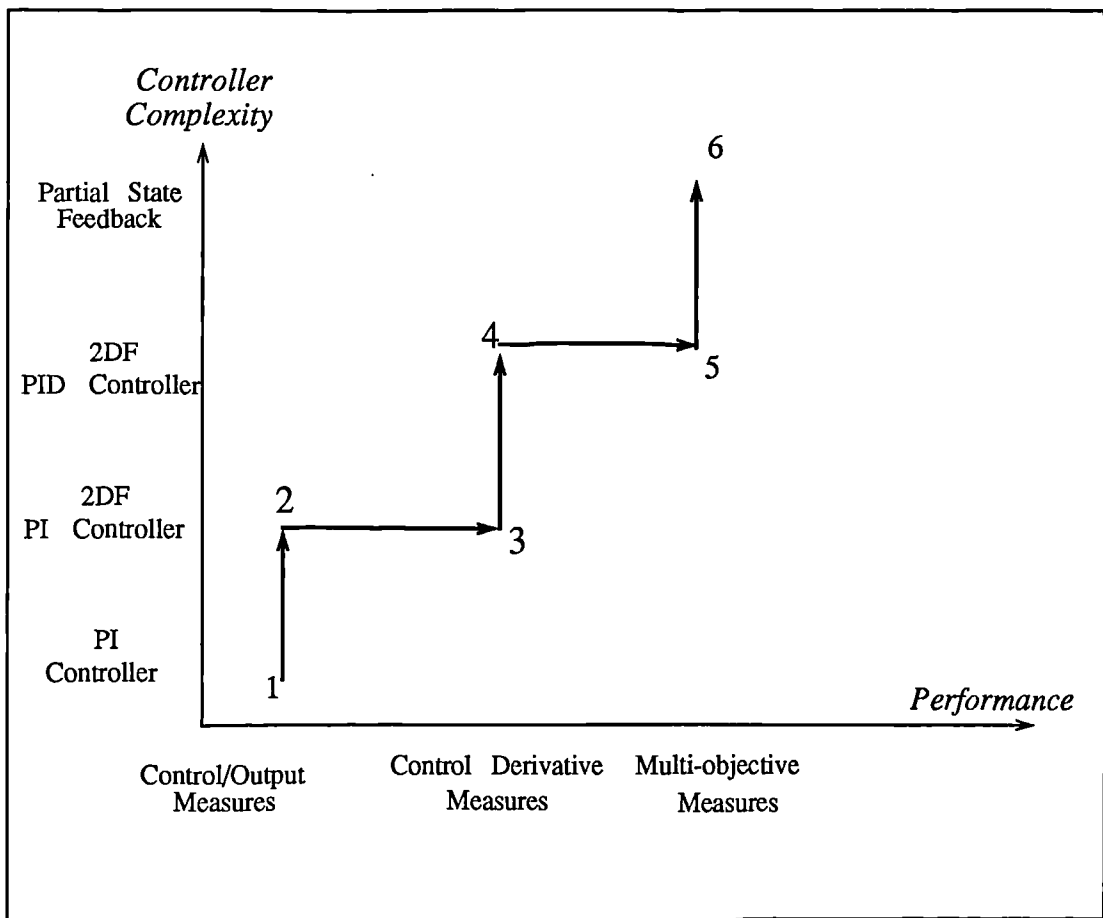 Controller
Complexity
6
Partial State
Feedback
4
2DF
PID Controller
5
2DF
PI Controller
2
3
PI
Controller
1
Performance
Control/Output
Measures
Control Derivative
Measures
Multi-objective
Measures